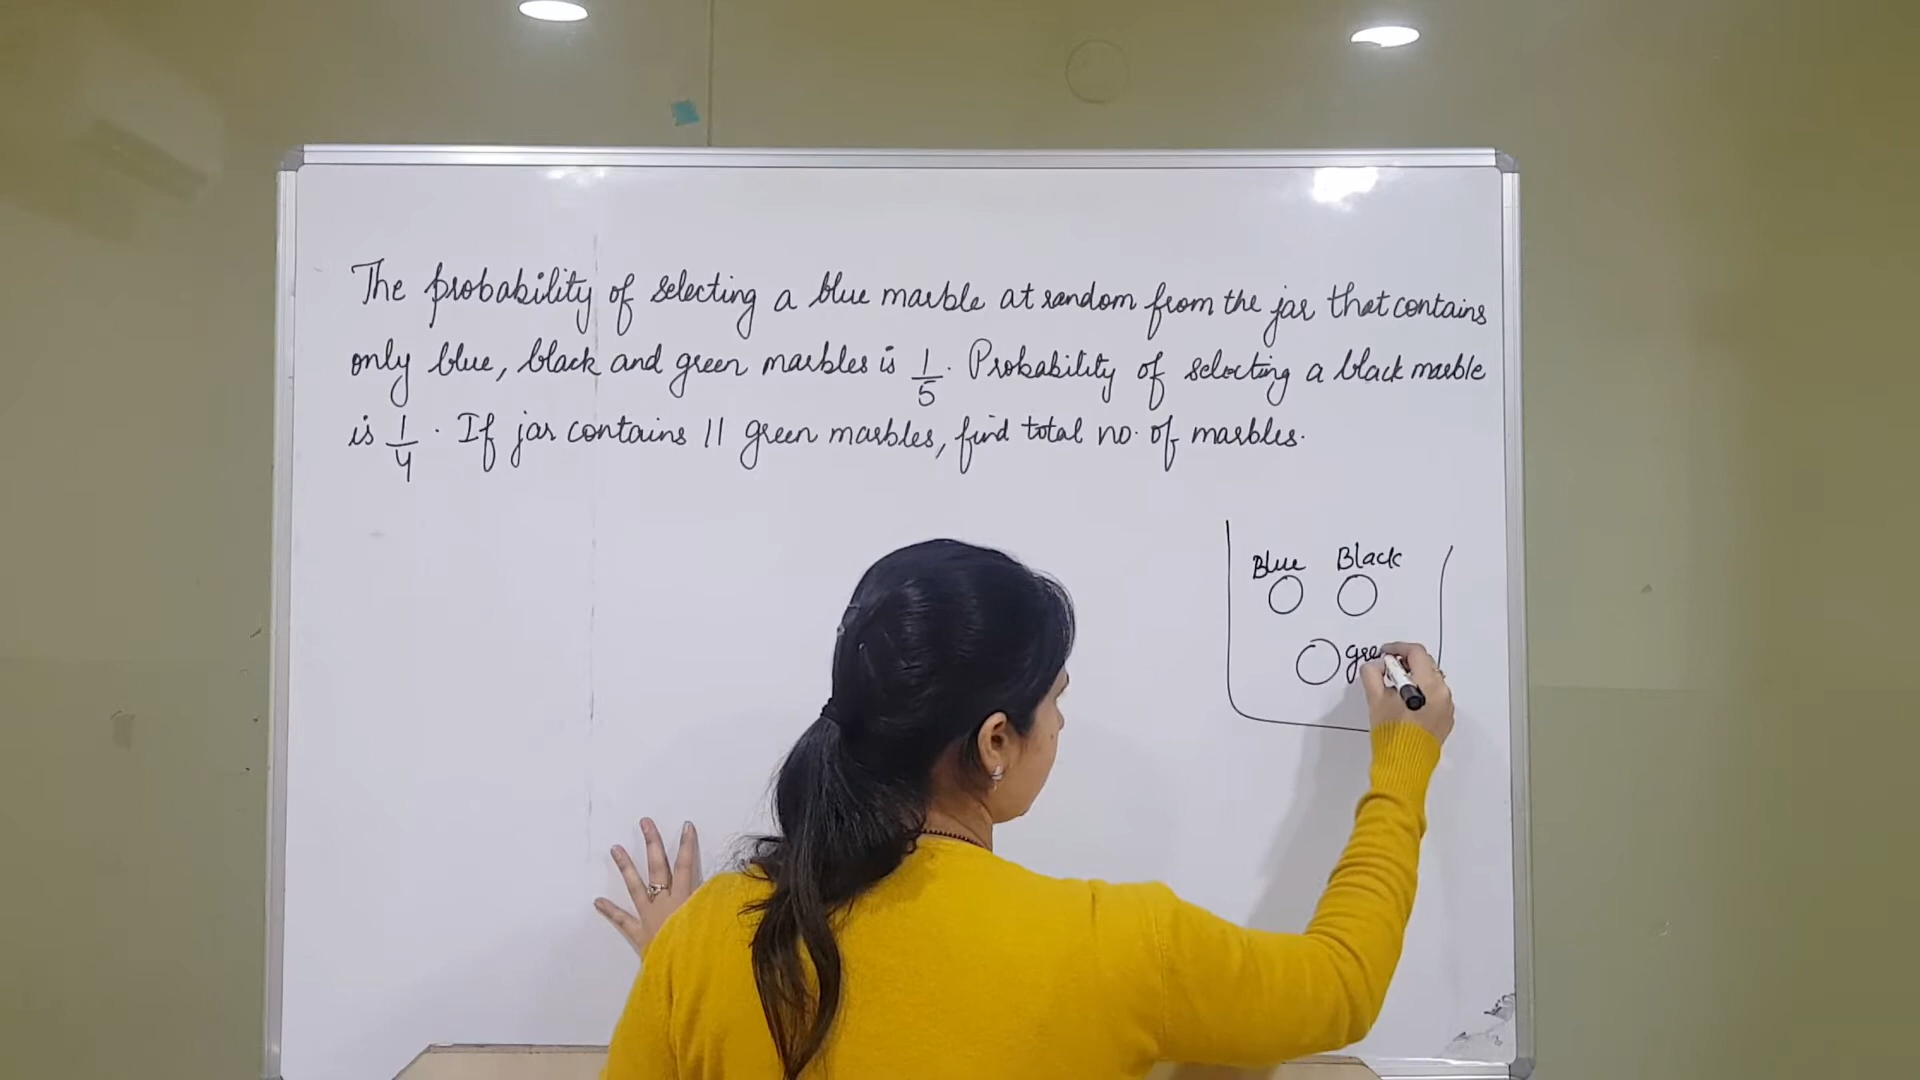 The probability of selecting a blue marble at random from the jar that contains
only blue, black and green marbles is 1/5. Probability of selecting a black marble
is 1/4. If jar contains 11 green marbles, find total no. of marbles.
Blue Black
gre